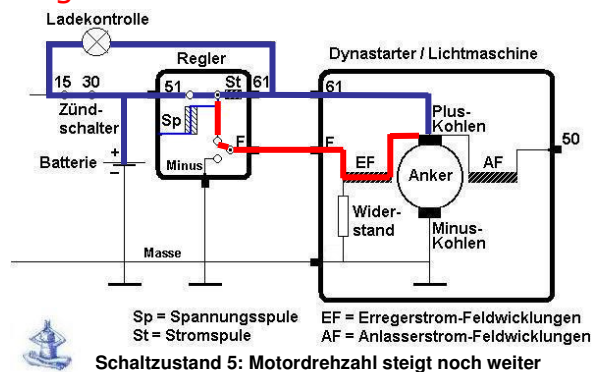 Ladekontrolle
Regler
Dynastarter / Lichtmaschine
15 30
51
St
61
61
Zünd-
schalter
Sp
Plus-
Kohlen
+
-
Batterie
Minus
F
F
EF
AF
50
Anker
Wider-
stand
Minus-
Kohlen
Masse
Sp = Spannungsspule
St = Stromspule
EF = Erregerstrom-Feldwicklungen
AF = Anlasserstrom-Feldwicklungen
Schaltzustand 5: Motordrehzahl steigt noch weiter